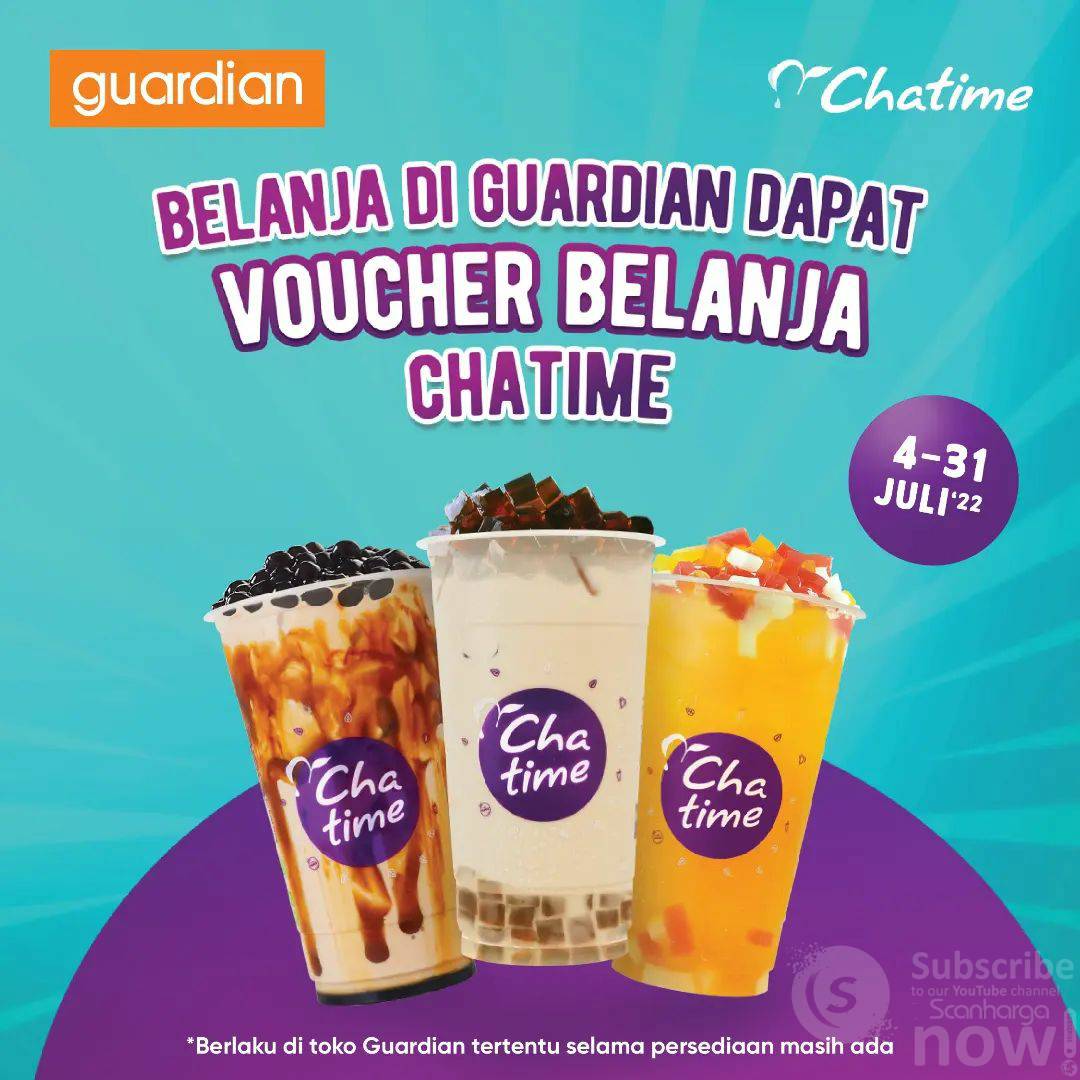 guardian
Chatime
BELANJA DI GUARDIAN DAPAT
VOUCHER BELANJA
CHATIME
4-31
JULI '22
Cha
time
Cha
time
Cha
time
Subscribe
to our YouTube channel
Scanharga
now!
S
*Berlaku di toko Guardian tertentu selama persediaan masih ada